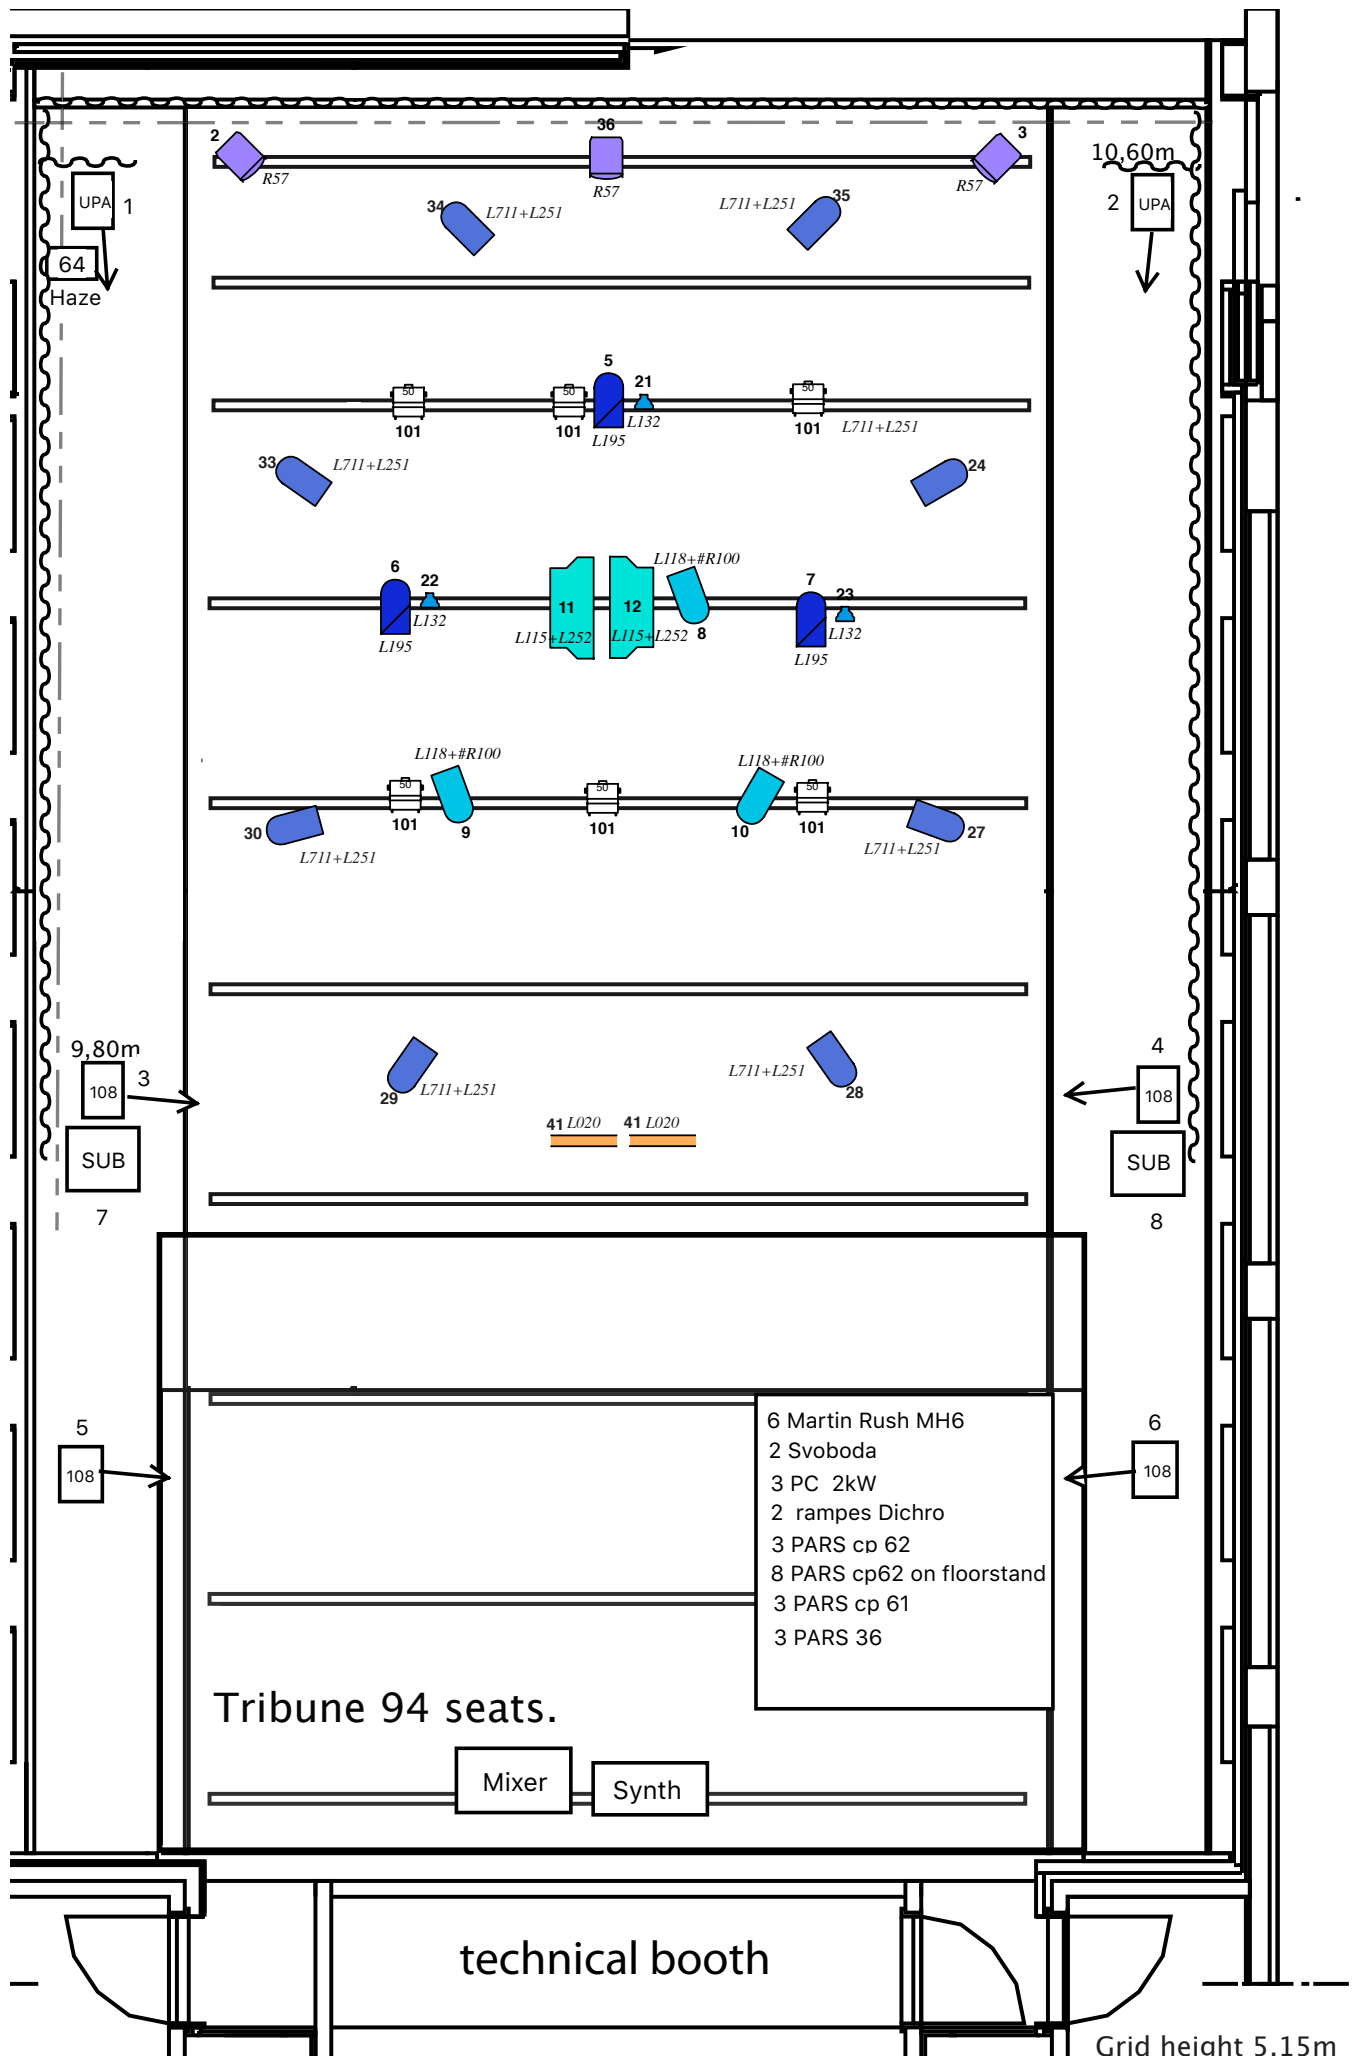 2
36
3
10,60m
R57
R57
R57
UPA
1
2
UPA
34
L711+L251
L711+L251
35
64
Haze
5
21
50
50
50
101
101
L195
L132
101
L711+L251
33
L711+L251
24
6
22
L118+#R100
7
23
11
12
L132
L115+L252
L115+L252
8
L132
L195
L195
L118+#R100
L118+#R100
50
50
50
30
101
9
101
10
101
27
L711+L251
L711+L251
9,80m
108
3
4
108
29
L711+L251
L711+L251
28
41 L020
41 L020
SUB
SUB
7
8
5
108
6
108
6 Martin Rush MH6
2 Svoboda
3 PC 2kW
2 rampes Dichro
3 PARS cp 62
8 PARS cp62 on floorstand
3 PARS cp 61
3 PARS 36
Tribune 94 seats.
Mixer
Synth
technical booth
Grid height 5.15m